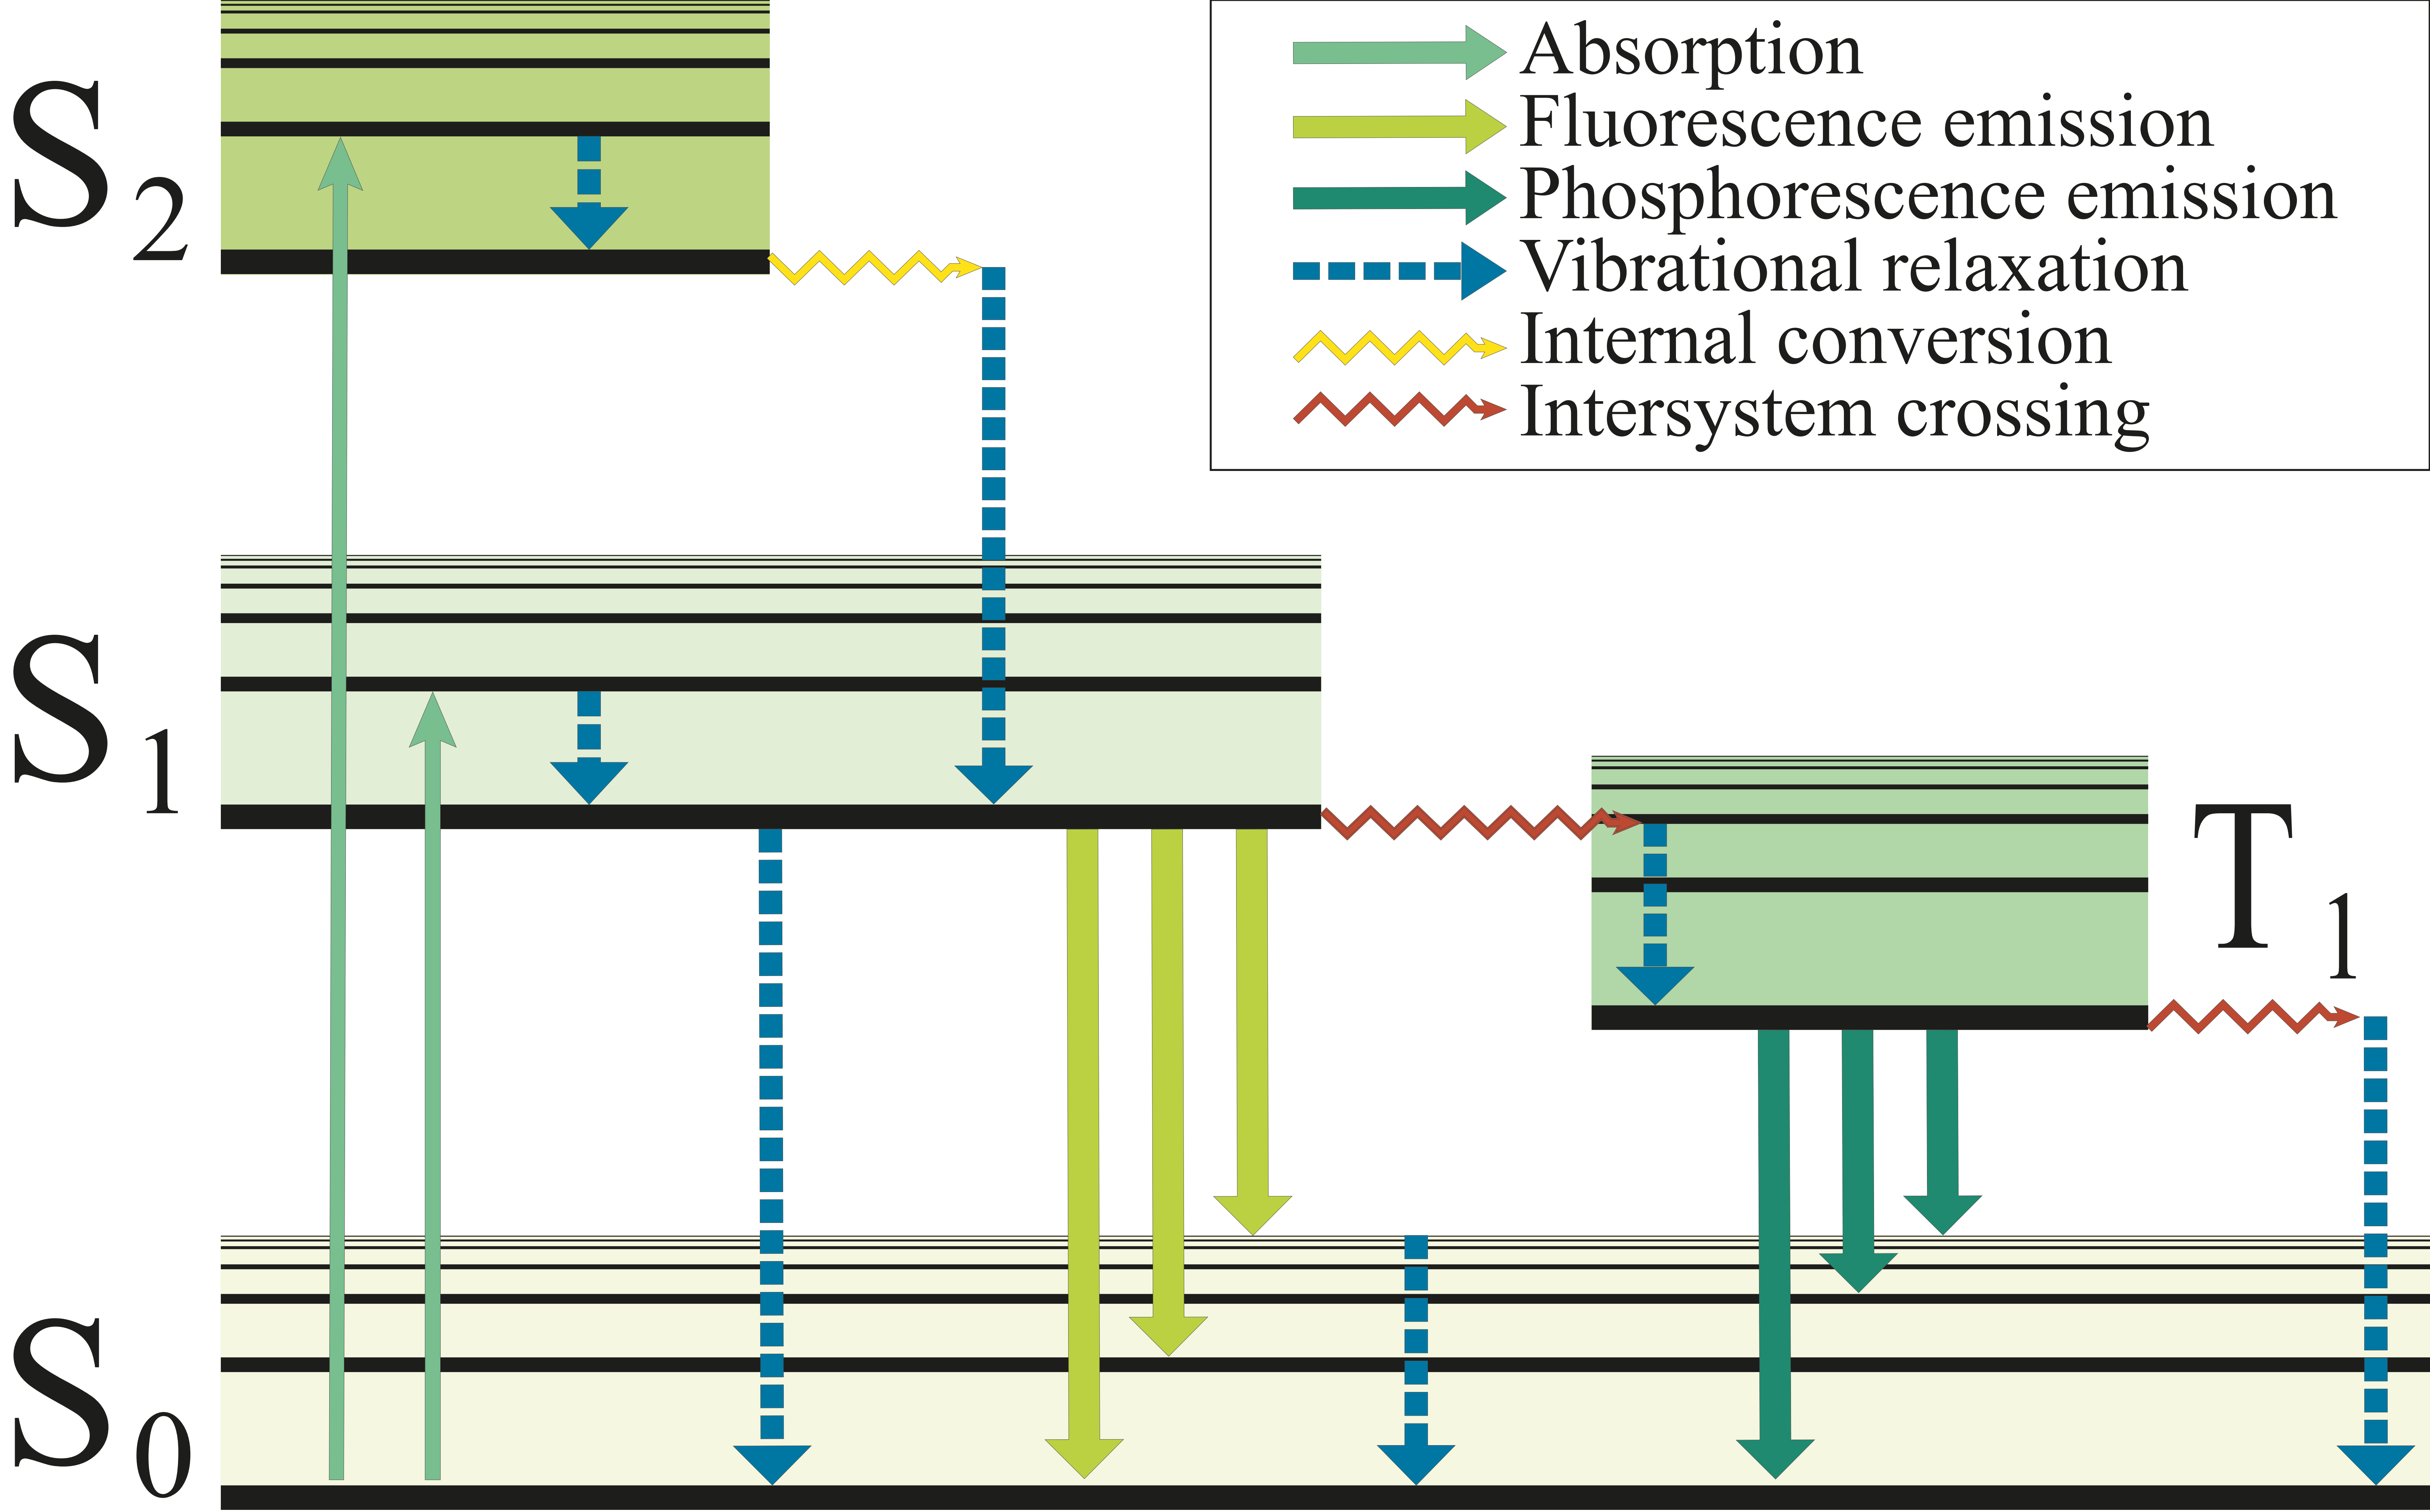 S2
Absorption
Fluorescence emission
Phosphorescence emission
Vibrational relaxation
Internal conversion
Intersystem crossing
S1
T1
S0